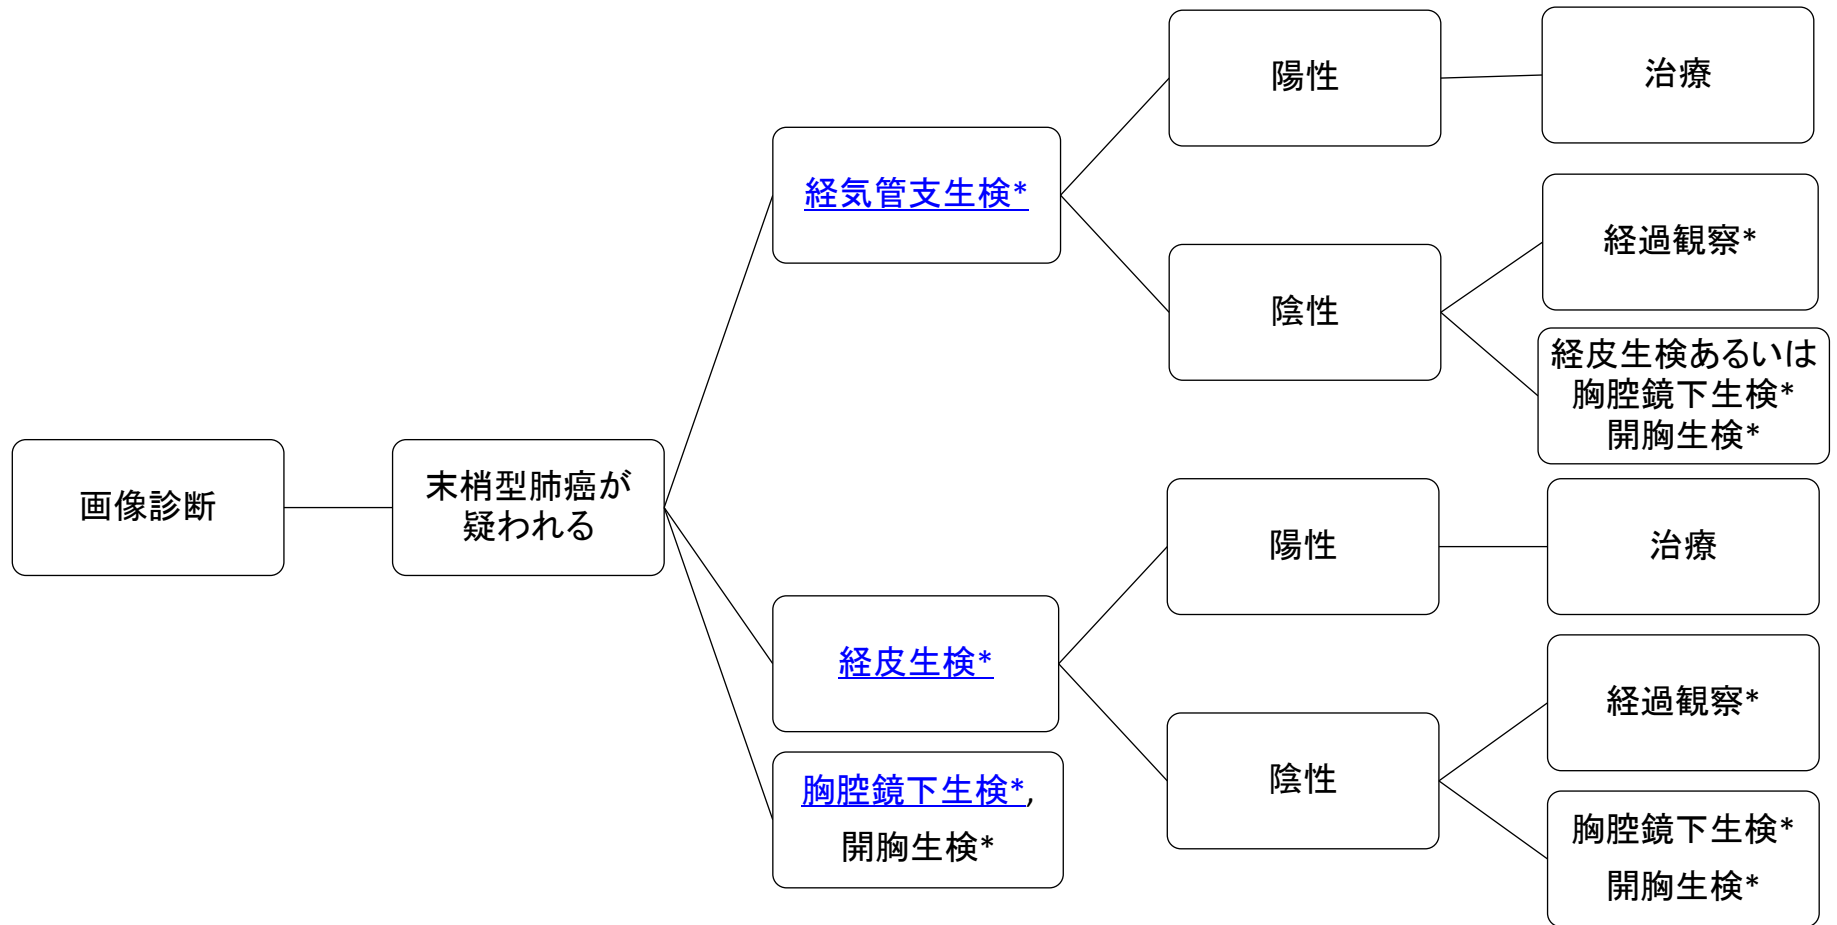 画像診断
末梢型肺癌が
疑われる
経気管支生検*
陽性
治療
陰性
経過観察*
経皮生検あるいは
胸腔鏡下生検*
開胸生検*
経皮生検*
陽性
治療
陰性
経過観察*
胸腔鏡下生検*
開胸生検*
胸腔鏡下生検*,
開胸生検*